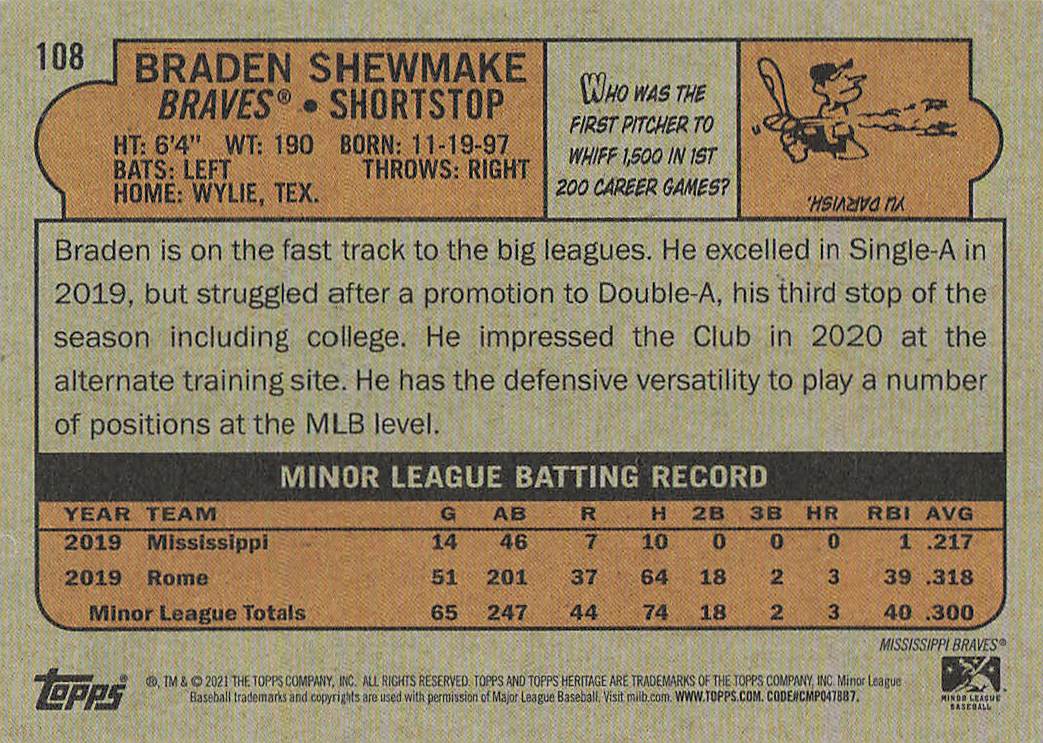 108
BRADEN SHEWMAKE
BRAVES® • SHORTSTOP
HT: 6'4" WT: 190 BORN: 11-19-97
BATS: LEFT THROWS: RIGHT
HOME: WYLIE, TEX.
WHO WAS THE
FIRST PITCHER TO
WHIFF 1,500 IN 1ST
200 CAREER GAMES?
YU DARVISH.
Braden is on the fast track to the big leagues. He excelled in Single-A in
2019, but struggled after a promotion to Double-A, his third stop of the
season including college. He impressed the Club in 2020 at the
alternate training site. He has the defensive versatility to play a number
of positions at the MLB level.
MINOR LEAGUE BATTING RECORD
YEAR TEAM G AB R H 2B 3B HR RBI AVG
2019 Mississippi 14 46 7 10 0 0 0 1 .217
2019 Rome 51 201 37 64 18 2 3 39 .318
Minor League Totals 65 247 44 74 18 2 3 40 .300
MISSISSIPPI BRAVES®
topps®
®, TM & © 2021 THE TOPPS COMPANY, INC. ALL RIGHTS RESERVED. TOPPS AND TOPPS HERITAGE ARE TRADEMARKS OF THE TOPPS COMPANY, INC. Minor League
Baseball trademarks and copyrights are used with permission of Major League Baseball. Visit milb.com. WWW.TOPPS.COM. CODE#CMP047887.
MINOR LEAGUE
BASEBALL